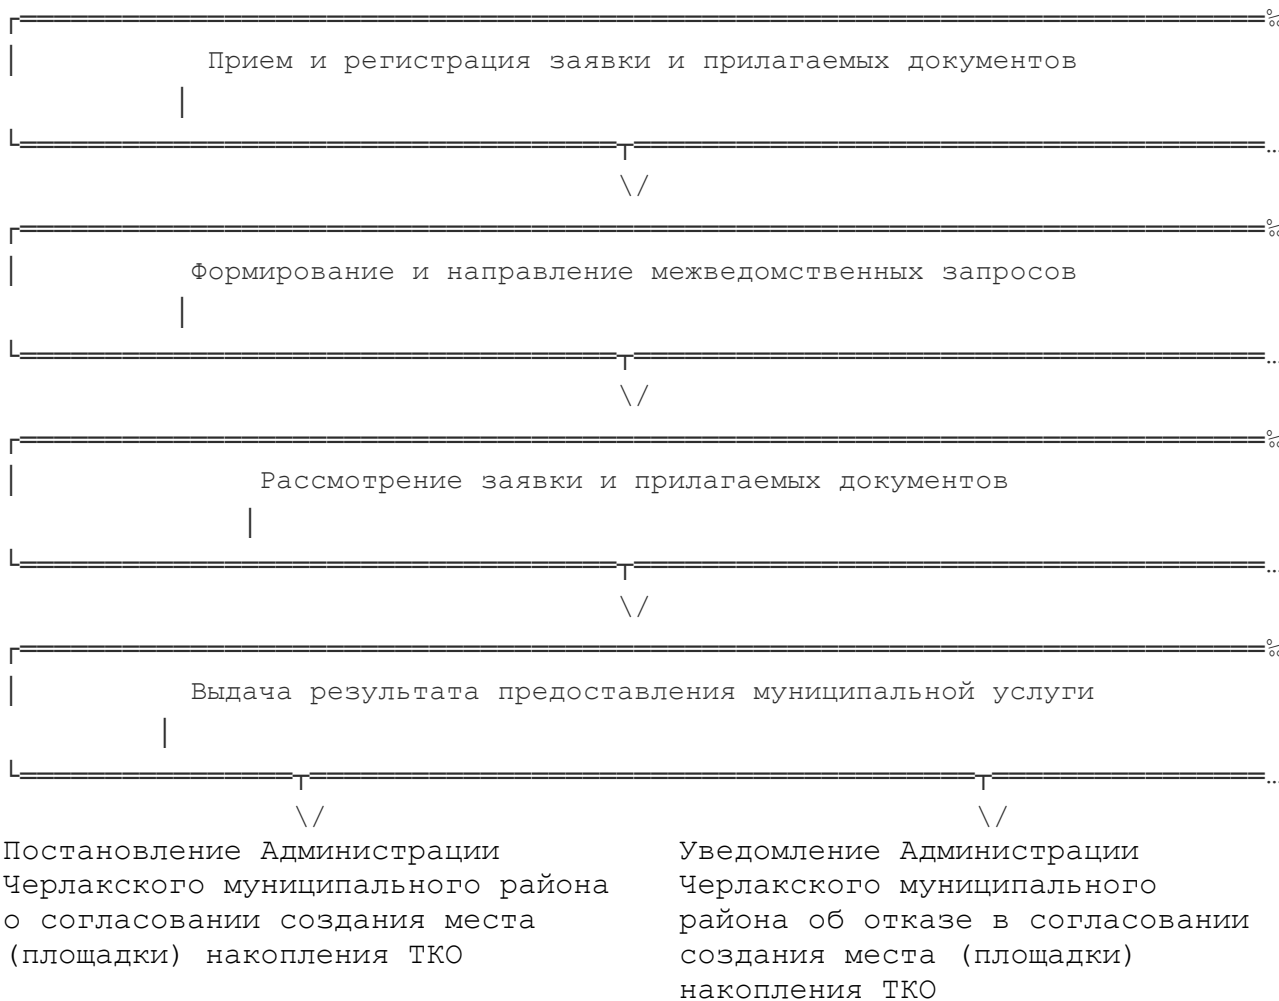 Прием и регистрация заявки и прилагаемых документов
\/
Формирование и направление межведомственных запросов
\/
Рассмотрение заявки и прилагаемых документов
\/
Выдача результата предоставления муниципальной услуги
\/ \/
Постановление Администрации
Черлакского муниципального района
о согласовании создания места
(площадки) накопления ТКО
Уведомление Администрации
Черлакского муниципального
района об отказе в согласовании
создания места (площадки)
накопления ТКО